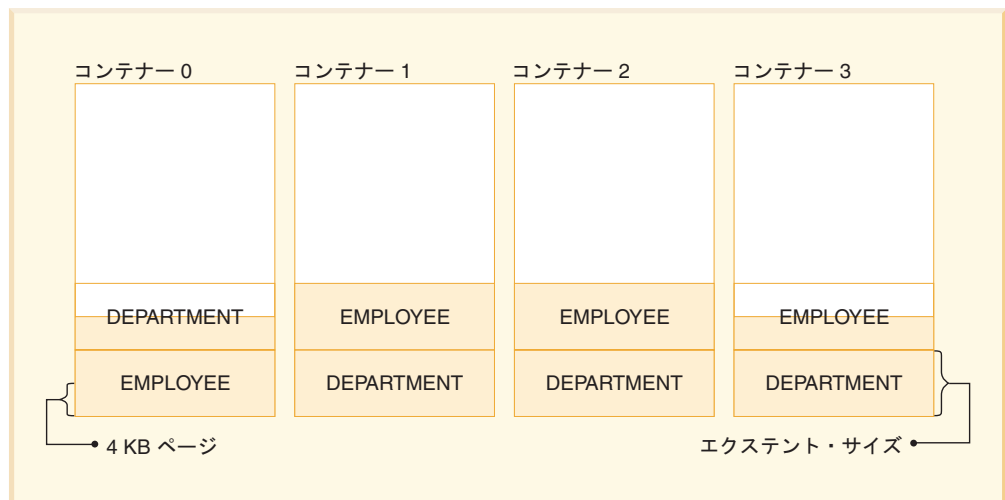 コンテナー 0
コンテナー 1
コンテナー 2
コンテナー 3
DEPARTMENT
EMPLOYEE
EMPLOYEE
EMPLOYEE
EMPLOYEE
DEPARTMENT
DEPARTMENT
DEPARTMENT
4 KB ページ
エクステント・サイズ